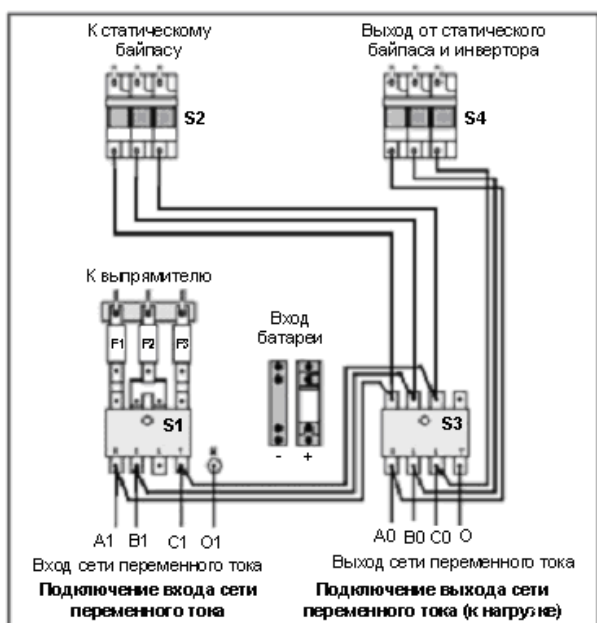 К статическому
байпасу
Выход от статического
байпаса и инвертора
S2
S4
К выпрямителю
Вход
батареи
F1 F2 F3
S1
S3
- +
A1 B1 C1 O1
A0 B0 C0 O
Вход сети переменного тока
Выход сети переменного тока
Подключение входа сети
переменного тока
Подключение выхода сети
переменного тока (к нагрузке)